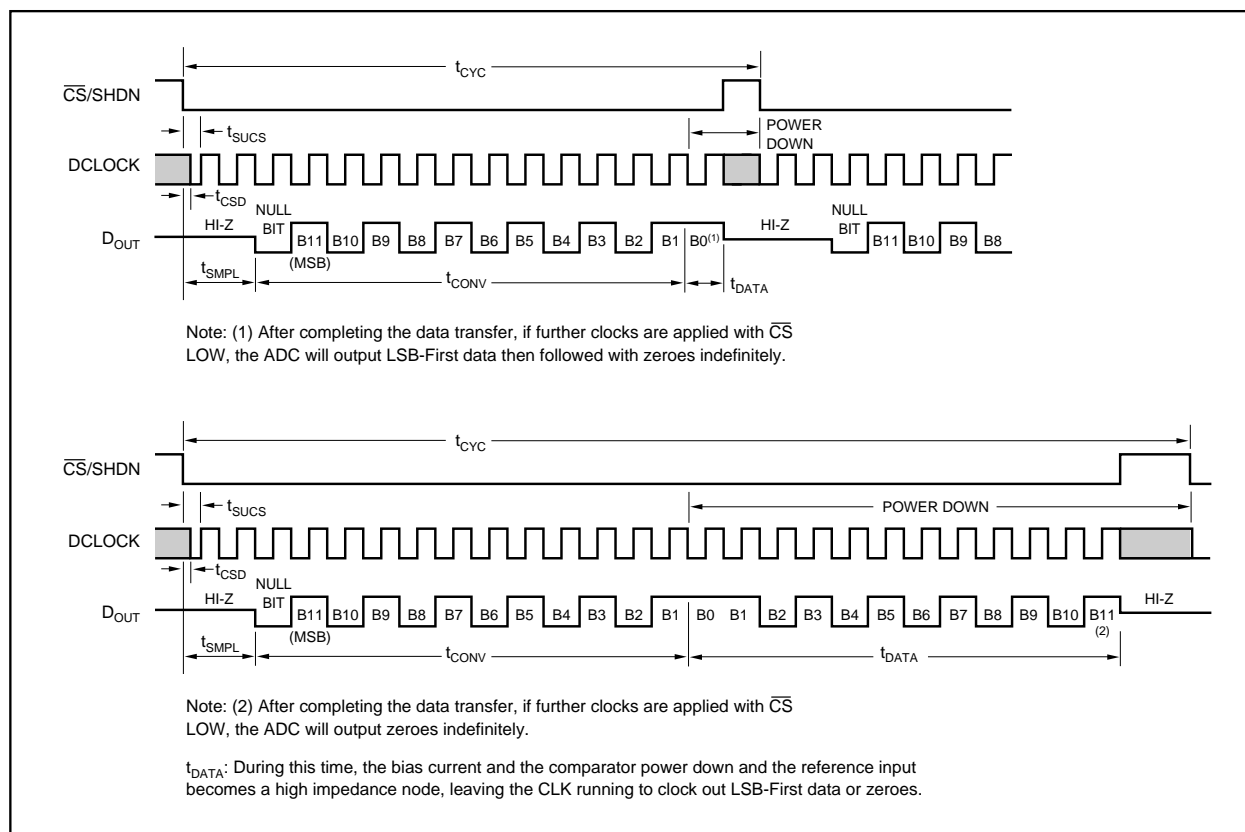 t_CYC
C̅S̅/SHDN
POWER
DOWN
t_SUCS
DCLOCK
t_CSD
NULL
BIT
NULL
BIT
HI-Z
HI-Z
D_OUT
B11 B10 B9 B8 B7 B6 B5 B4 B3 B2 B1 B0(1)
B11 B10 B9 B8
(MSB)
t_SMPL
t_CONV
t_DATA
Note: (1) After completing the data transfer, if further clocks are applied with C̅S̅
LOW, the ADC will output LSB-First data then followed with zeroes indefinitely.
t_CYC
C̅S̅/SHDN
t_SUCS
POWER DOWN
DCLOCK
t_CSD
NULL
BIT
HI-Z
HI-Z
D_OUT
B11 B10 B9 B8 B7 B6 B5 B4 B3 B2 B1 B0 B1 B2 B3 B4 B5 B6 B7 B8 B9 B10 B11
(MSB)
(2)
t_SMPL
t_CONV
t_DATA
Note: (2) After completing the data transfer, if further clocks are applied with C̅S̅
LOW, the ADC will output zeroes indefinitely.
t_DATA: During this time, the bias current and the comparator power down and the reference input
becomes a high impedance node, leaving the CLK running to clock out LSB-First data or zeroes.